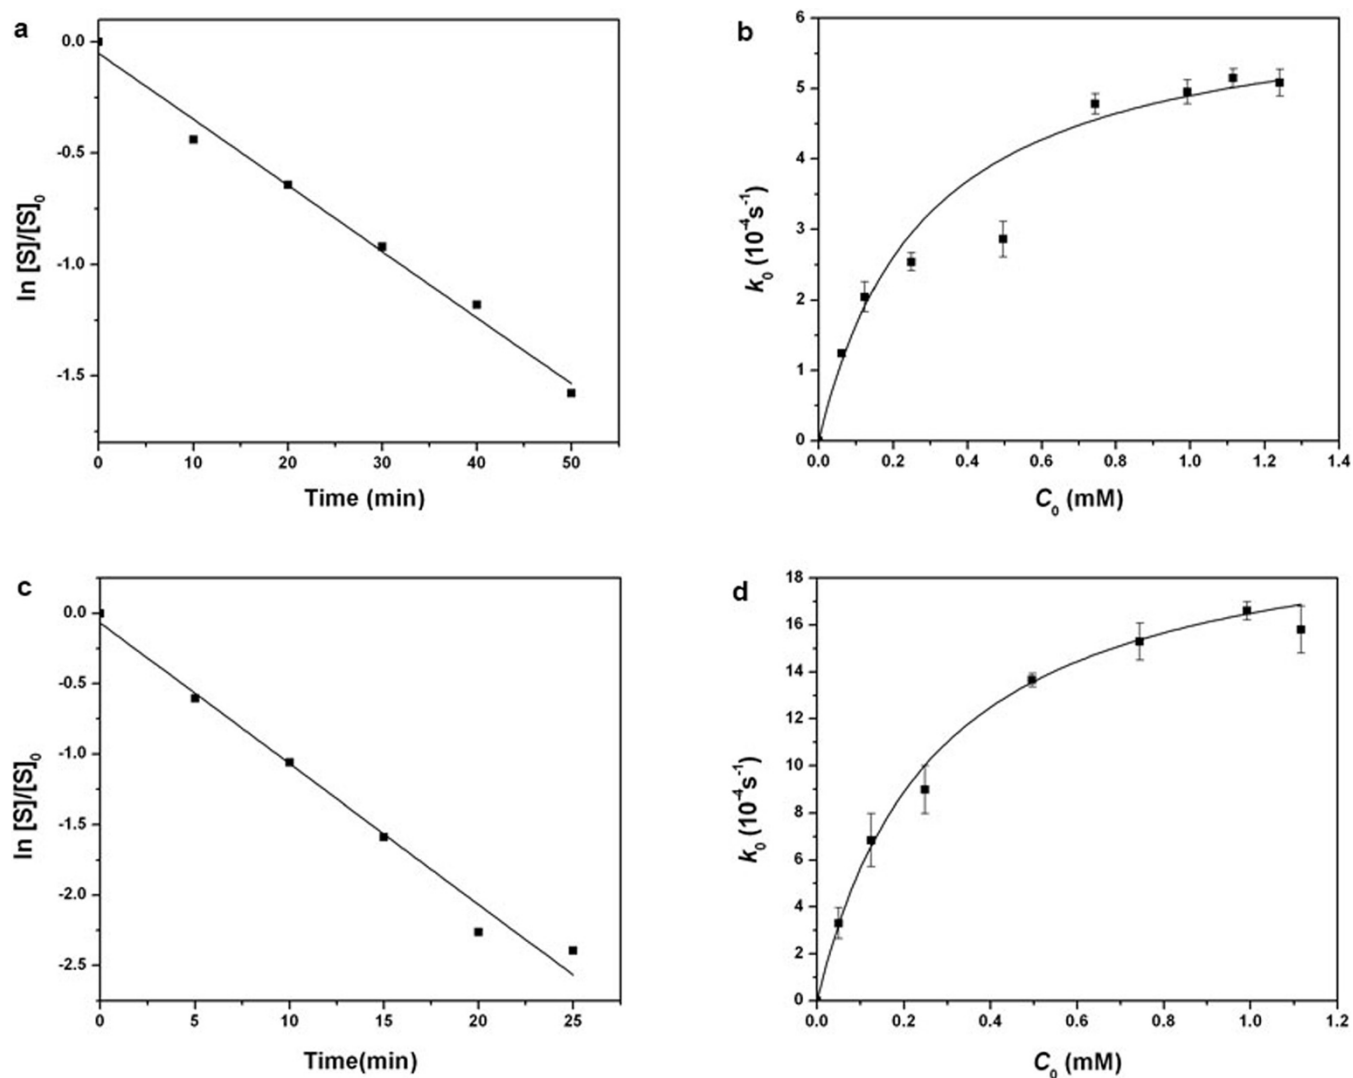 a
0.0
-0.5
-1.0
-1.5
ln [S]/[S]₀
0 10 20 30 40 50
Time (min)
b
6
5
4
3
2
1
0
k₀ (10⁻⁴s⁻¹)
0.0 0.2 0.4 0.6 0.8 1.0 1.2 1.4
C₀ (mM)
c
0.0
-0.5
-1.0
-1.5
-2.0
-2.5
ln [S]/[S]₀
0 5 10 15 20 25
Time(min)
d
18
16
14
12
10
8
6
4
2
0
k₀ (10⁻⁴s⁻¹)
0.0 0.2 0.4 0.6 0.8 1.0 1.2
C₀ (mM)